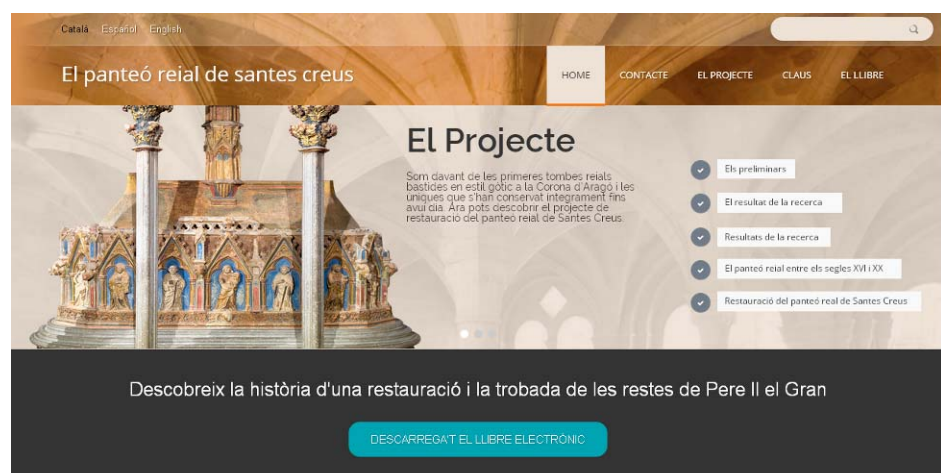 Català Español English
El panteó reial de santes creus
HOME CONTACTE EL PROJECTE CLAUS EL LLIBRE
El Projecte
Som davant de les primeres tombes reials
bastides en estil gòtic a la Corona d'Aragó i les
úniques que s'han conservat íntegrament fins
avui dia. Ara pots descobrir el projecte de
restauració del panteó reial de Santes Creus.
Els preliminars
El resultat de la recerca
Resultats de la recerca
El panteó reial entre els segles XVI i XX
Restauració del panteó real de Santes Creus
Descobreix la història d'una restauració i la trobada de les restes de Pere II el Gran
DESCARREGA'T EL LLIBRE ELECTRÒNIC